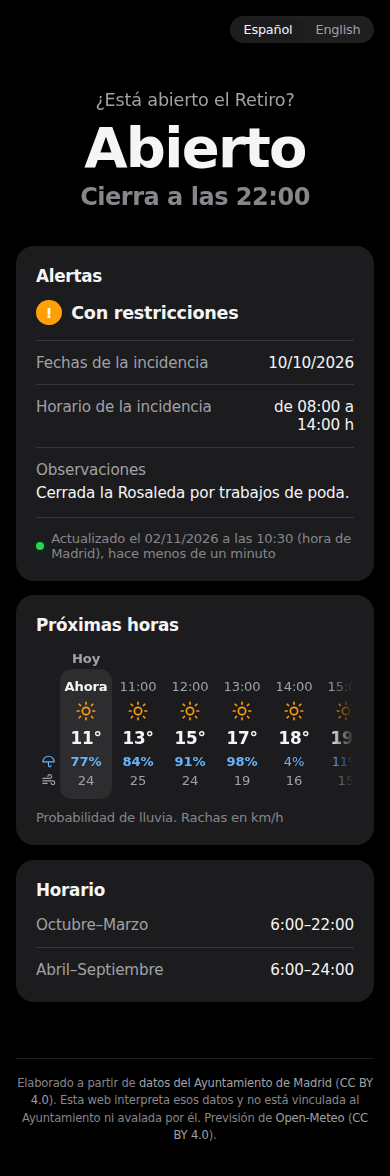 Español English
¿Está abierto el Retiro?
Abierto
Cierra a las 22:00
Alertas
! Con restricciones
Fechas de la incidencia 10/10/2026
Horario de la incidencia de 08:00 a
14:00 h
Observaciones
Cerrada la Rosaleda por trabajos de poda.
Actualizado el 02/11/2026 a las 10:30 (hora de
Madrid), hace menos de un minuto
Próximas horas
Hoy
Ahora 11:00 12:00 13:00 14:00
11° 13° 15° 17° 18°
77% 84% 91% 98% 4%
24 25 24 19 16
Probabilidad de lluvia. Rachas en km/h
Horario
Octubre–Marzo 6:00–22:00
Abril–Septiembre 6:00–24:00
Elaborado a partir de datos del Ayuntamiento de Madrid (CC BY
4.0). Esta web interpreta esos datos y no está vinculada al
Ayuntamiento ni avalada por él. Previsión de Open-Meteo (CC
BY 4.0).